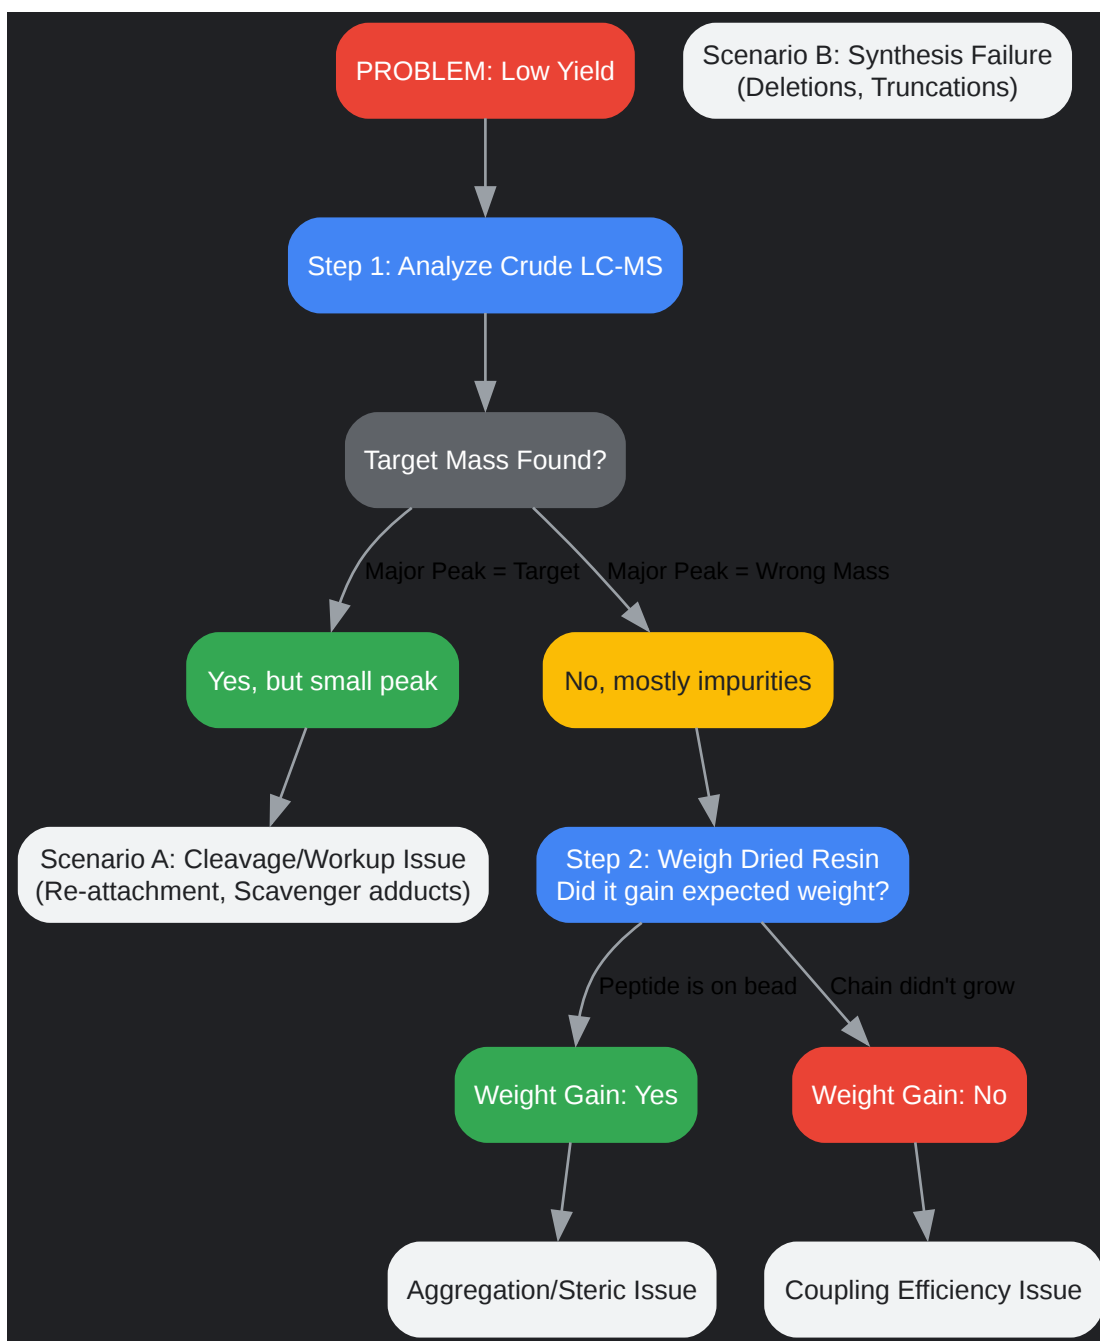 PROBLEM: Low Yield
Scenario B: Synthesis Failure
(Deletions, Truncations)
Step 1: Analyze Crude LC-MS
Target Mass Found?
Major Peak = Target
Major Peak = Wrong Mass
Yes, but small peak
No, mostly impurities
Scenario A: Cleavage/Workup Issue
(Re-attachment, Scavenger adducts)
Step 2: Weigh Dried Resin
Did it gain expected weight?
Peptide is on bead
Chain didn't grow
Weight Gain: Yes
Weight Gain: No
Aggregation/Steric Issue
Coupling Efficiency Issue